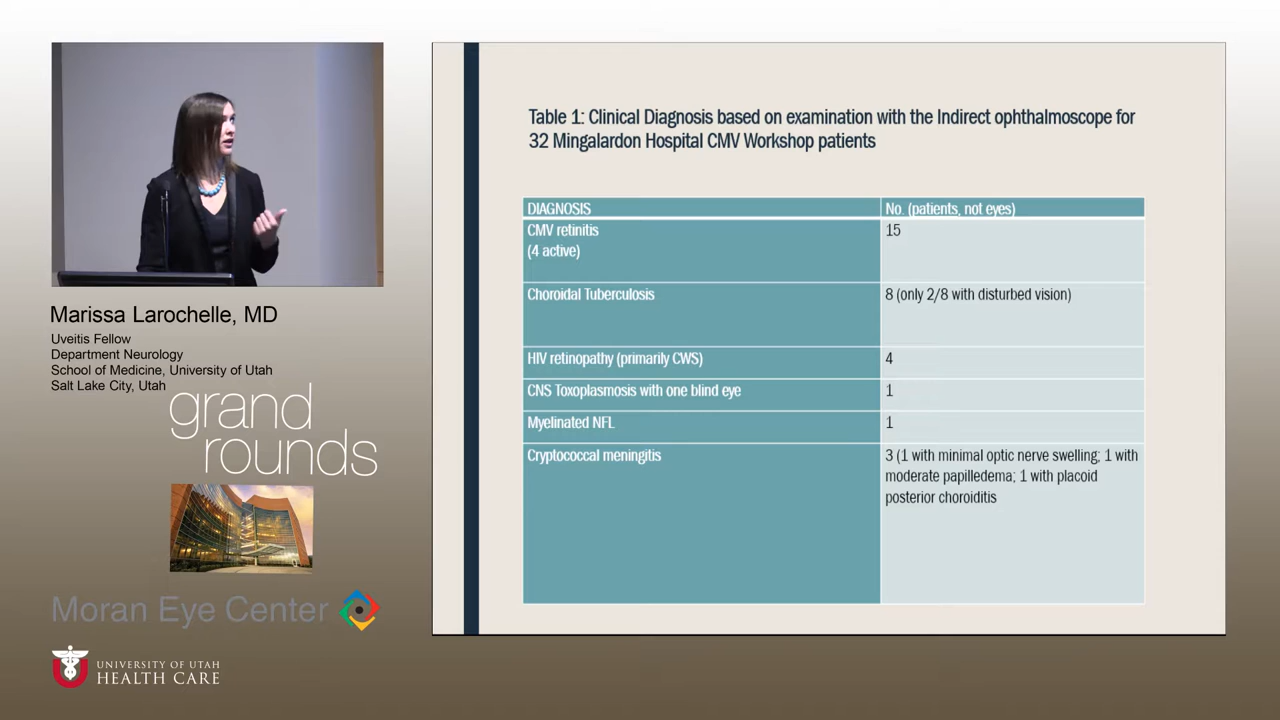 Marissa Larochelle, MD
Uveitis Fellow
Department Neurology
School of Medicine, University of Utah
Salt Lake City, Utah
grand
rounds
Moran Eye Center
UNIVERSITY OF UTAH
HEALTH CARE
Table 1: Clinical Diagnosis based on examination with the Indirect ophthalmoscope for
32 Mingalardon Hospital CMV Workshop patients
DIAGNOSIS
No. (patients, not eyes)
CMV retinitis
(4 active)
15
Choroidal Tuberculosis
8 (only 2/8 with disturbed vision)
HIV retinopathy (primarily CWS)
4
CNS Toxoplasmosis with one blind eye
1
Myelinated NFL
1
Cryptococcal meningitis
3 (1 with minimal optic nerve swelling; 1 with
moderate papilledema; 1 with placoid
posterior choroiditis